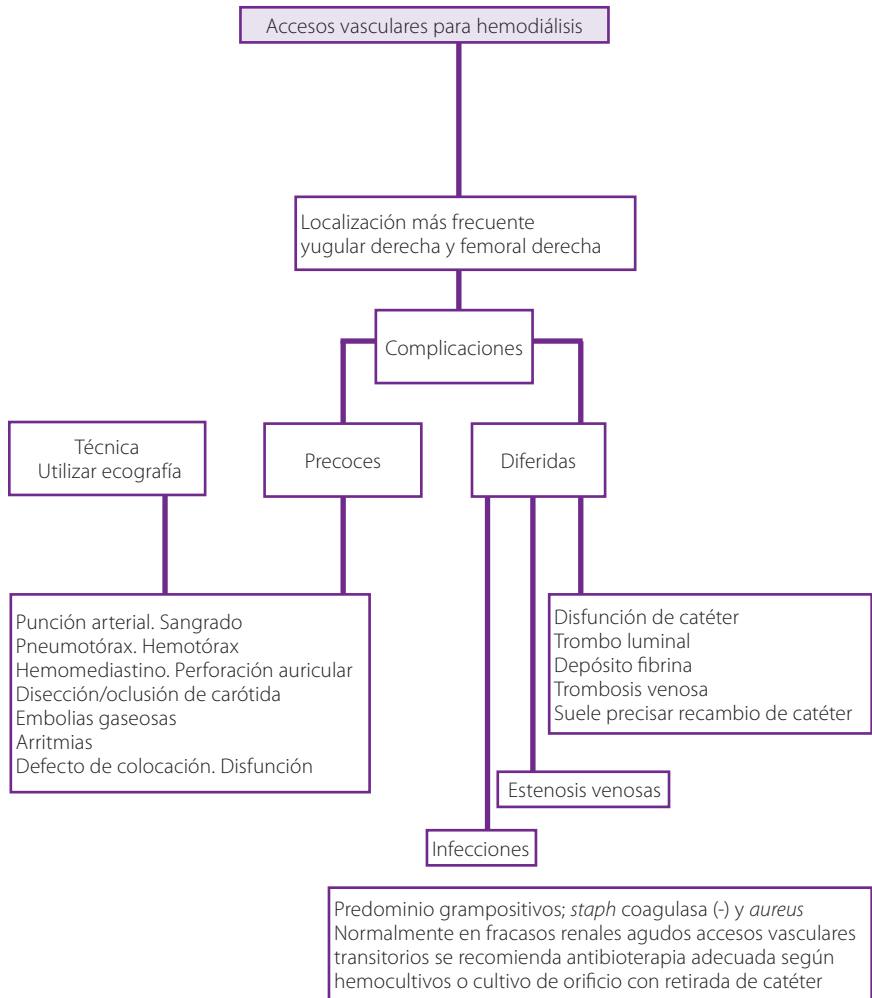 Accesos vasculares para hemodiálisis
Localización más frecuente
yugular derecha y femoral derecha
Complicaciones
Técnica
Utilizar ecografía
Precoces
Diferidas
Punción arterial. Sangrado
Pneumotórax. Hemotórax
Hemomediastino. Perforación auricular
Disección/oclusión de carótida
Embolias gaseosas
Arritmias
Defecto de colocación. Disfunción
Disfunción de catéter
Trombo luminal
Depósito fibrina
Trombosis venosa
Suele precisar recambio de catéter
Estenosis venosas
Infecciones
Predominio grampositivos; staph coagulasa (-) y aureus
Normalmente en fracasos renales agudos accesos vasculares
transitorios se recomienda antibioterapia adecuada según
hemocultivos o cultivo de orificio con retirada de catéter